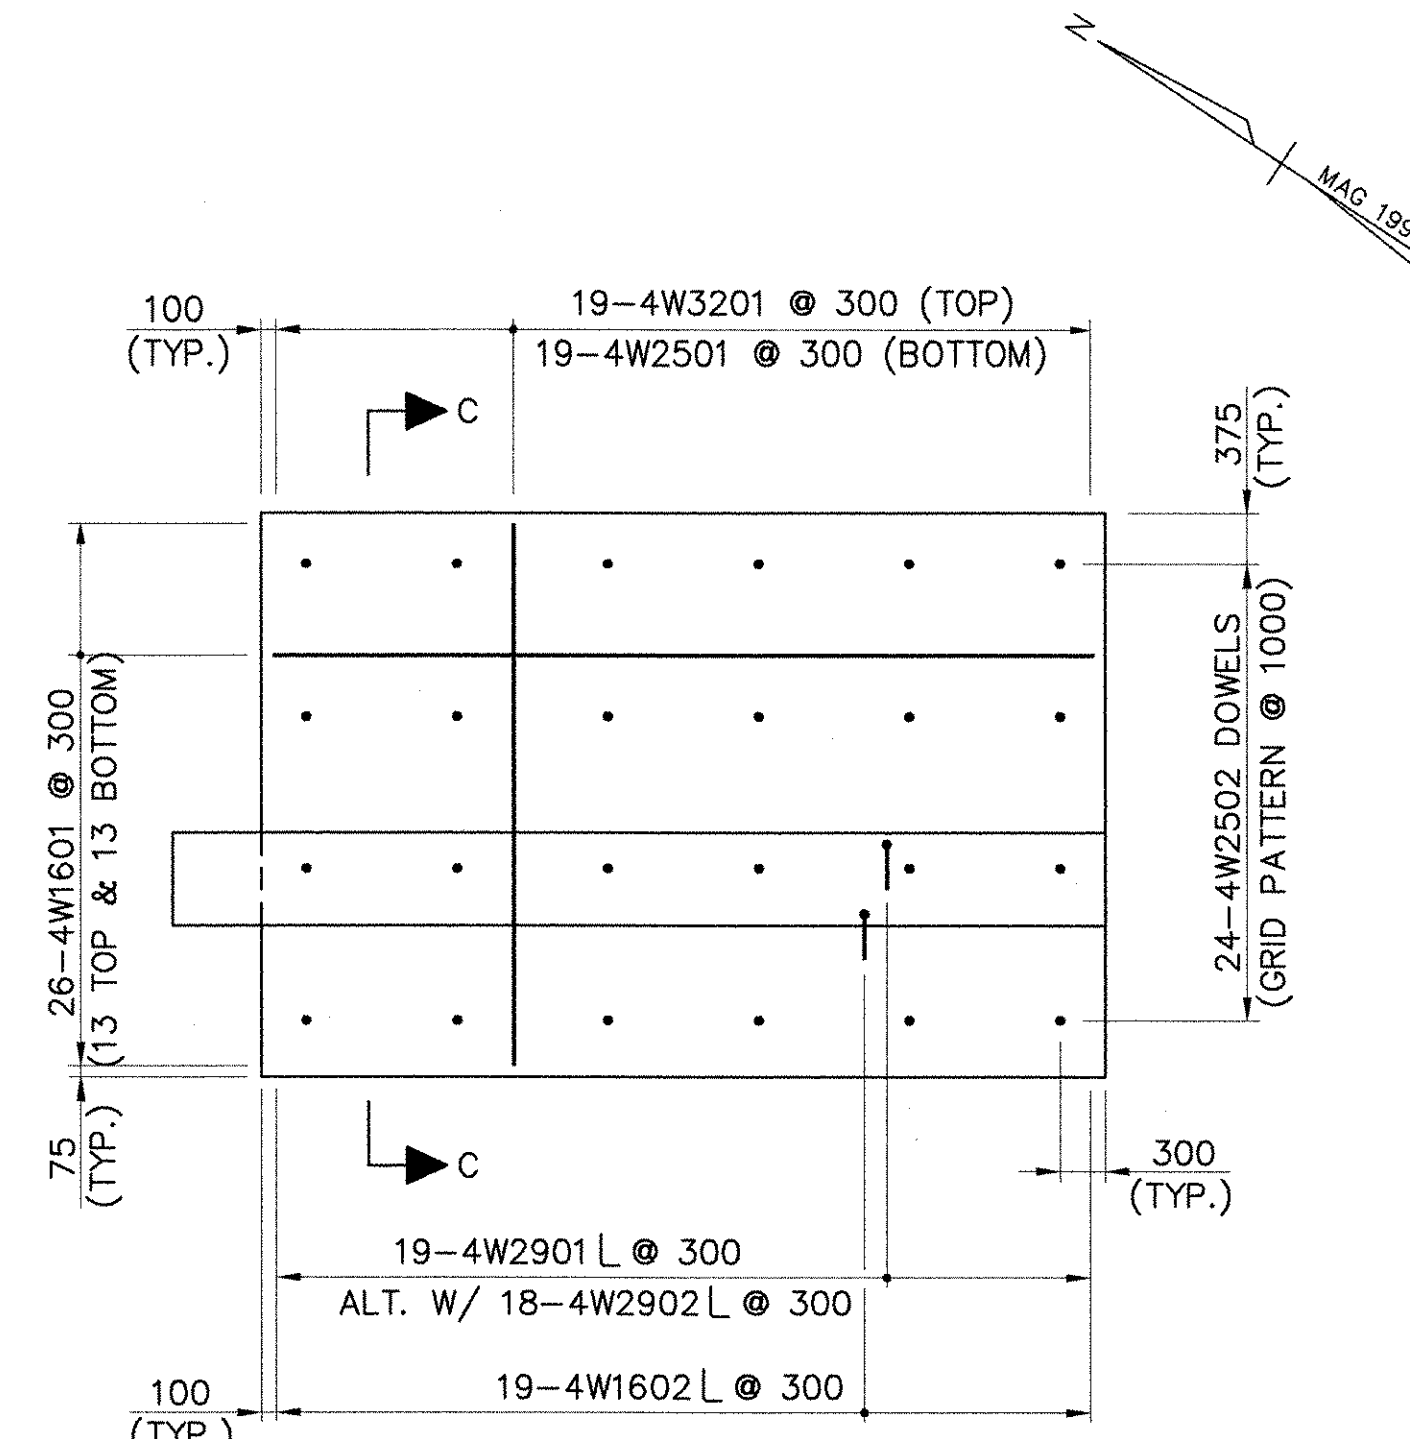 N
MAG 199
100
(TYP.)
19-4W3201 @ 300 (TOP)
19-4W2501 @ 300 (BOTTOM)
C
375
(TYP.)
26-4W1601 @ 300
(13 TOP & 13 BOTTOM)
24-4W2502 DOWELS
(GRID PATTERN @ 1000)
75
(TYP.)
C
300
(TYP.)
19-4W2901 L @ 300
ALT. W/ 18-4W2902 L @ 300
19-4W1602 L @ 300
100
(TYP.)